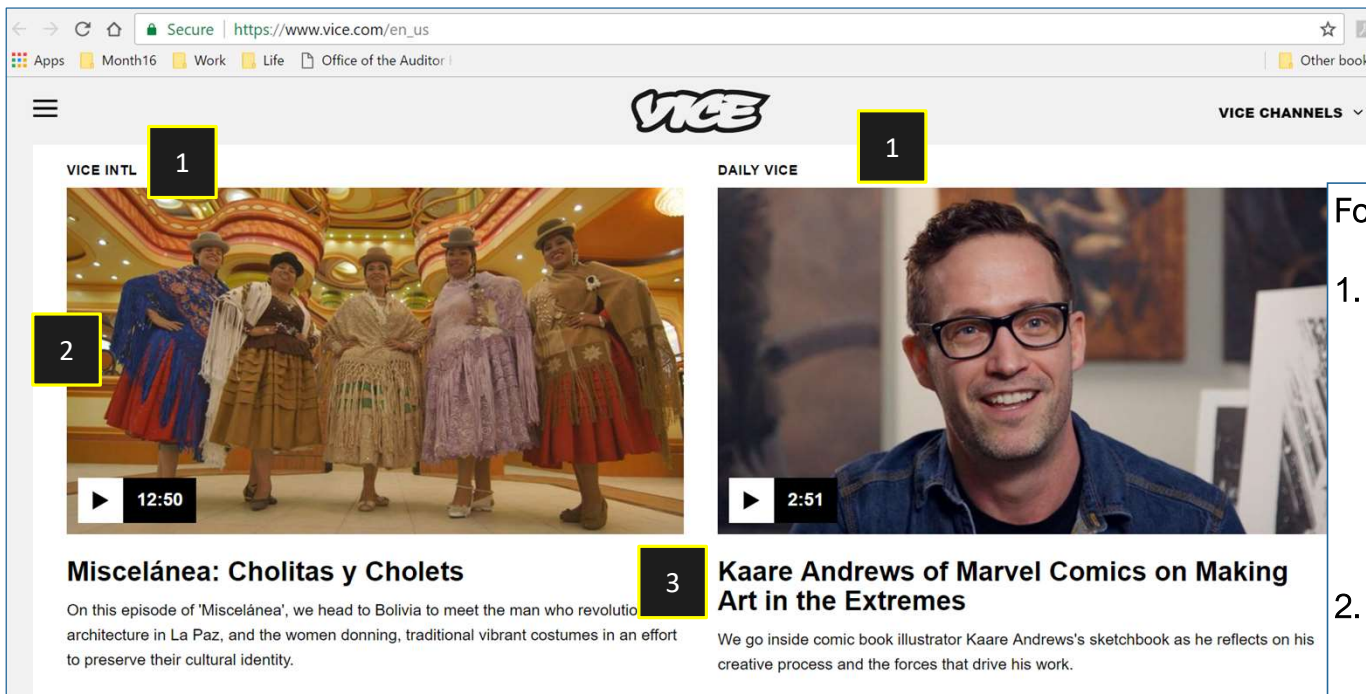 Secure https://www.vice.com/en_us
Apps Month16 Work Life Office of the Auditor Other book
VICE
VICE CHANNELS
VICE INTL
1
DAILY VICE
1
2
12:50
2:51
Miscelánea: Cholitas y Cholets
On this episode of 'Miscelánea', we head to Bolivia to meet the man who revolutio
architecture in La Paz, and the women donning, traditional vibrant costumes in an effort
to preserve their cultural identity.
3
Kaare Andrews of Marvel Comics on Making
Art in the Extremes
We go inside comic book illustrator Kaare Andrews's sketchbook as he reflects on his
creative process and the forces that drive his work.
Fo
1.
2.